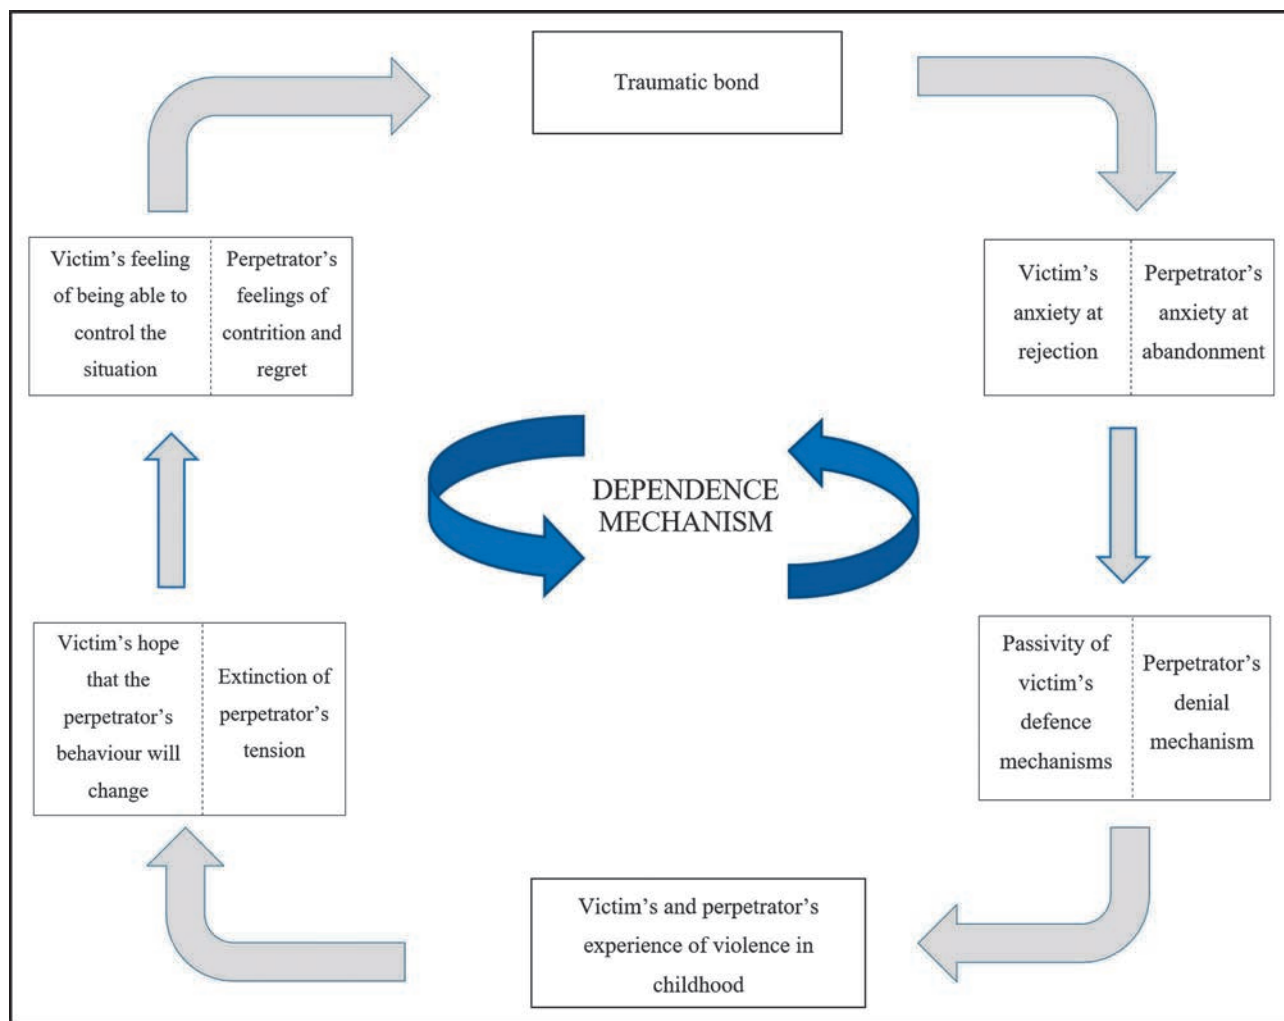 Traumatic bond
Victim's feeling
of being able to
control the
situation
Perpetrator's
feelings of
contrition and
regret
Victim's
anxiety at
rejection
Perpetrator's
anxiety at
abandonment
DEPENDENCE
MECHANISM
Victim's hope
that the
perpetrator's
behaviour will
change
Extinction of
perpetrator's
tension
Passivity of
victim's
defence
mechanisms
Perpetrator's
denial
mechanism
Victim's and perpetrator's
experience of violence in
childhood